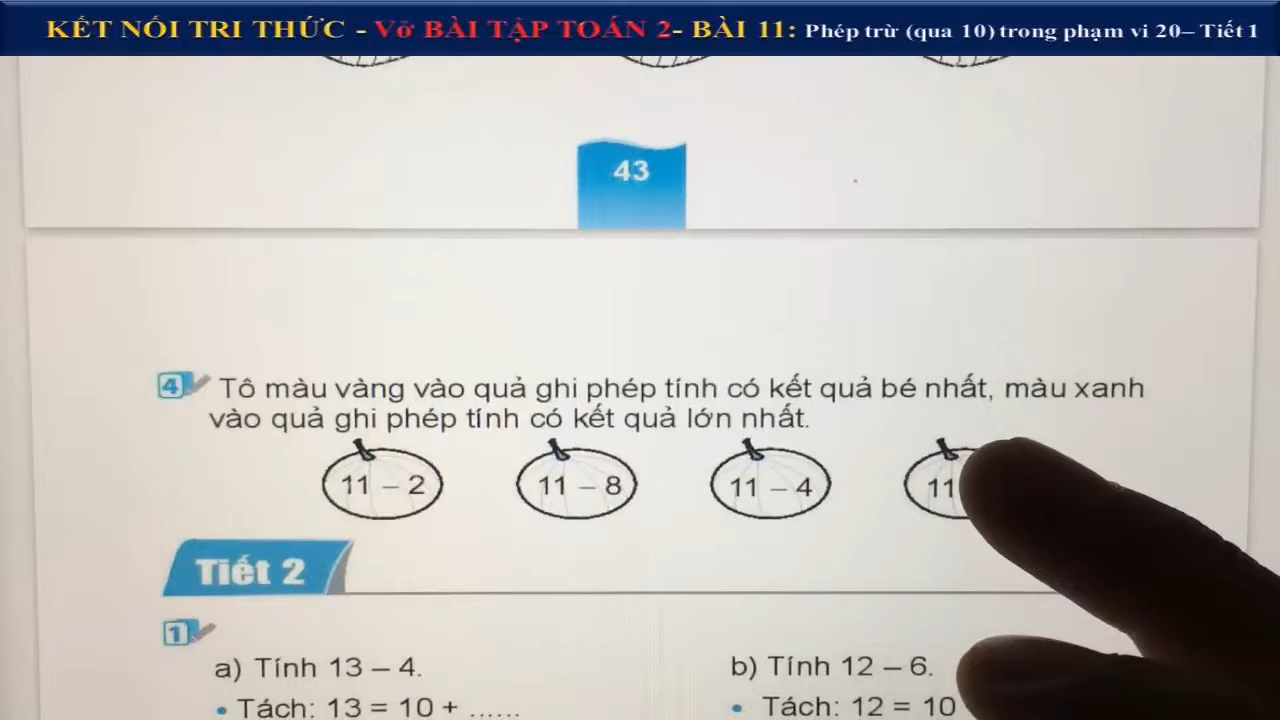 KẾT NỐI TRI THỨC - Vở BÀI TẬP TOÁN 2- BÀI 11: Phép trừ (qua 10) trong phạm vi 20– Tiết 1
43
4 Tô màu vàng vào quả ghi phép tính có kết quả bé nhất, màu xanh
vào quả ghi phép tính có kết quả lớn nhất.
11 – 2 11 – 8 11 – 4 11
Tiết 2
1
a) Tính 13 – 4. b) Tính 12 – 6.
• Tách: 13 = 10 + ...... • Tách: 12 = 10